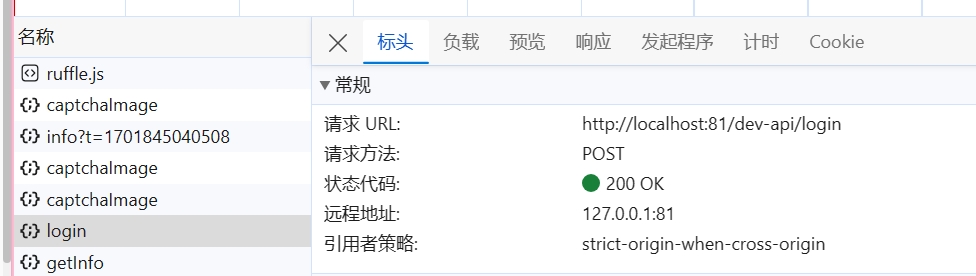 名称
ruffle.js
captchaImage
info?t=1701845040508
captchaImage
captchaImage
login
getInfo
标头 负载 预览 响应 发起程序 计时 Cookie
常规
请求 URL: http://localhost:81/dev-api/login
请求方法: POST
状态代码: 200 OK
远程地址: 127.0.0.1:81
引用者策略: strict-origin-when-cross-origin